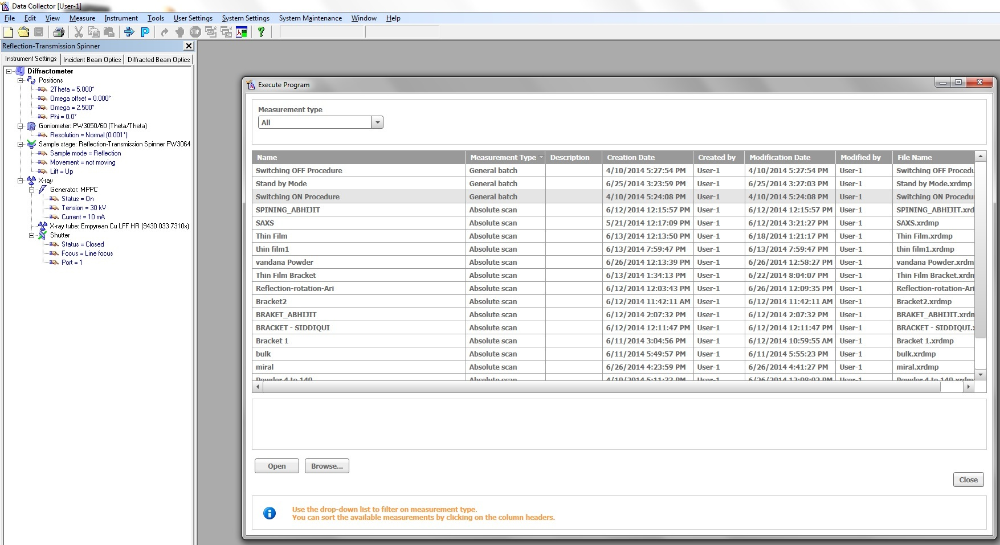 Data Collector [User-1]
File Edit View Measure Instrument Tools User Settings System Settings System Maintenance Window Help
P STOP ?
Reflection-Transmission Spinner
Instrument Settings Incident Beam Optics Diffracted Beam Optics
Diffractometer
Positions
2Theta = 5.000°
Omega offset = 0.000°
Omega = 2.500°
Phi = 0.0°
Goniometer: PW3050/60 (Theta/Theta)
Resolution = Normal (0.001°)
Sample stage: Reflection-Transmission Spinner PW3064
Sample mode = Reflection
Movement = not moving
Lift = Up
X-ray
Generator: MPPC
Status = On
Tension = 30 kV
Current = 10 mA
X-ray tube: Empyrean Cu LFF HR (9430 033 7310x)
Shutter
Status = Closed
Focus = Line focus
Port = 1
Execute Program
Measurement type
All
Name Measurement Type Description Creation Date Created by Modification Date Modified by File Name
Switching OFF Procedure General batch 4/10/2014 5:27:54 PM User-1 4/10/2014 5:27:54 PM User-1 Switching OFF Procedu
Stand by Mode General batch 6/25/2014 3:23:59 PM User-1 6/25/2014 3:27:03 PM User-1 Stand by Mode.xrdmp
Switching ON Procedure General batch 4/10/2014 5:24:08 PM User-1 4/10/2014 5:24:08 PM User-1 Switching ON Procedur
SPINING_ABHIJIT Absolute scan 6/12/2014 12:15:57 PM User-1 6/12/2014 12:15:57 PM User-1 SPINING_ABHIJIT.xrd
SAXS Absolute scan 5/21/2014 12:17:09 PM User-1 6/12/2014 3:21:27 PM User-1 SAXS.xrdmp
Thin Film Absolute scan 6/13/2014 12:13:50 PM User-1 6/18/2014 1:21:17 PM User-1 Thin Film.xrdmp
thin film1 Absolute scan 6/13/2014 7:59:47 PM User-1 6/13/2014 7:59:47 PM User-1 thin film1.xrdmp
vandana Powder Absolute scan 6/26/2014 12:13:39 PM User-1 6/26/2014 12:58:27 PM User-1 vandana Powder.xrdm
Thin Film Bracket Absolute scan 6/13/2014 1:34:13 PM User-1 6/22/2014 8:04:07 PM User-1 Thin Film Bracket.xrdm
Reflection-rotation-Ari Absolute scan 6/12/2014 12:03:43 PM User-1 6/26/2014 12:09:35 PM User-1 Reflection-rotation-Ari
Bracket2 Absolute scan 6/12/2014 11:42:11 AM User-1 6/12/2014 11:42:11 AM User-1 Bracket2.xrdmp
BRAKET_ABHIJIT Absolute scan 6/12/2014 2:07:32 PM User-1 6/12/2014 2:07:32 PM User-1 BRAKET_ABHIJIT.xrdm
BRACKET - SIDDIQUI Absolute scan 6/12/2014 12:11:47 PM User-1 6/12/2014 12:11:47 PM User-1 BRACKET - SIDDIQUI.x
Bracket 1 Absolute scan 6/11/2014 3:04:56 PM User-1 6/12/2014 10:59:55 AM User-1 Bracket 1.xrdmp
bulk Absolute scan 6/11/2014 5:49:57 PM User-1 6/11/2014 5:55:23 PM User-1 bulk.xrdmp
miral Absolute scan 6/26/2014 4:23:59 PM User-1 6/26/2014 4:41:27 PM User-1 miral.xrdmp
Powder 4 to 140 Absolute scan 4/10/2014 5:11:32 PM User-1 6/26/2014 12:08:02 PM User-1 Powder 4 to 140.xrdm
Open Browse...
Close
Use the drop-down list to filter on measurement type.
You can sort the available measurements by clicking on the column headers.